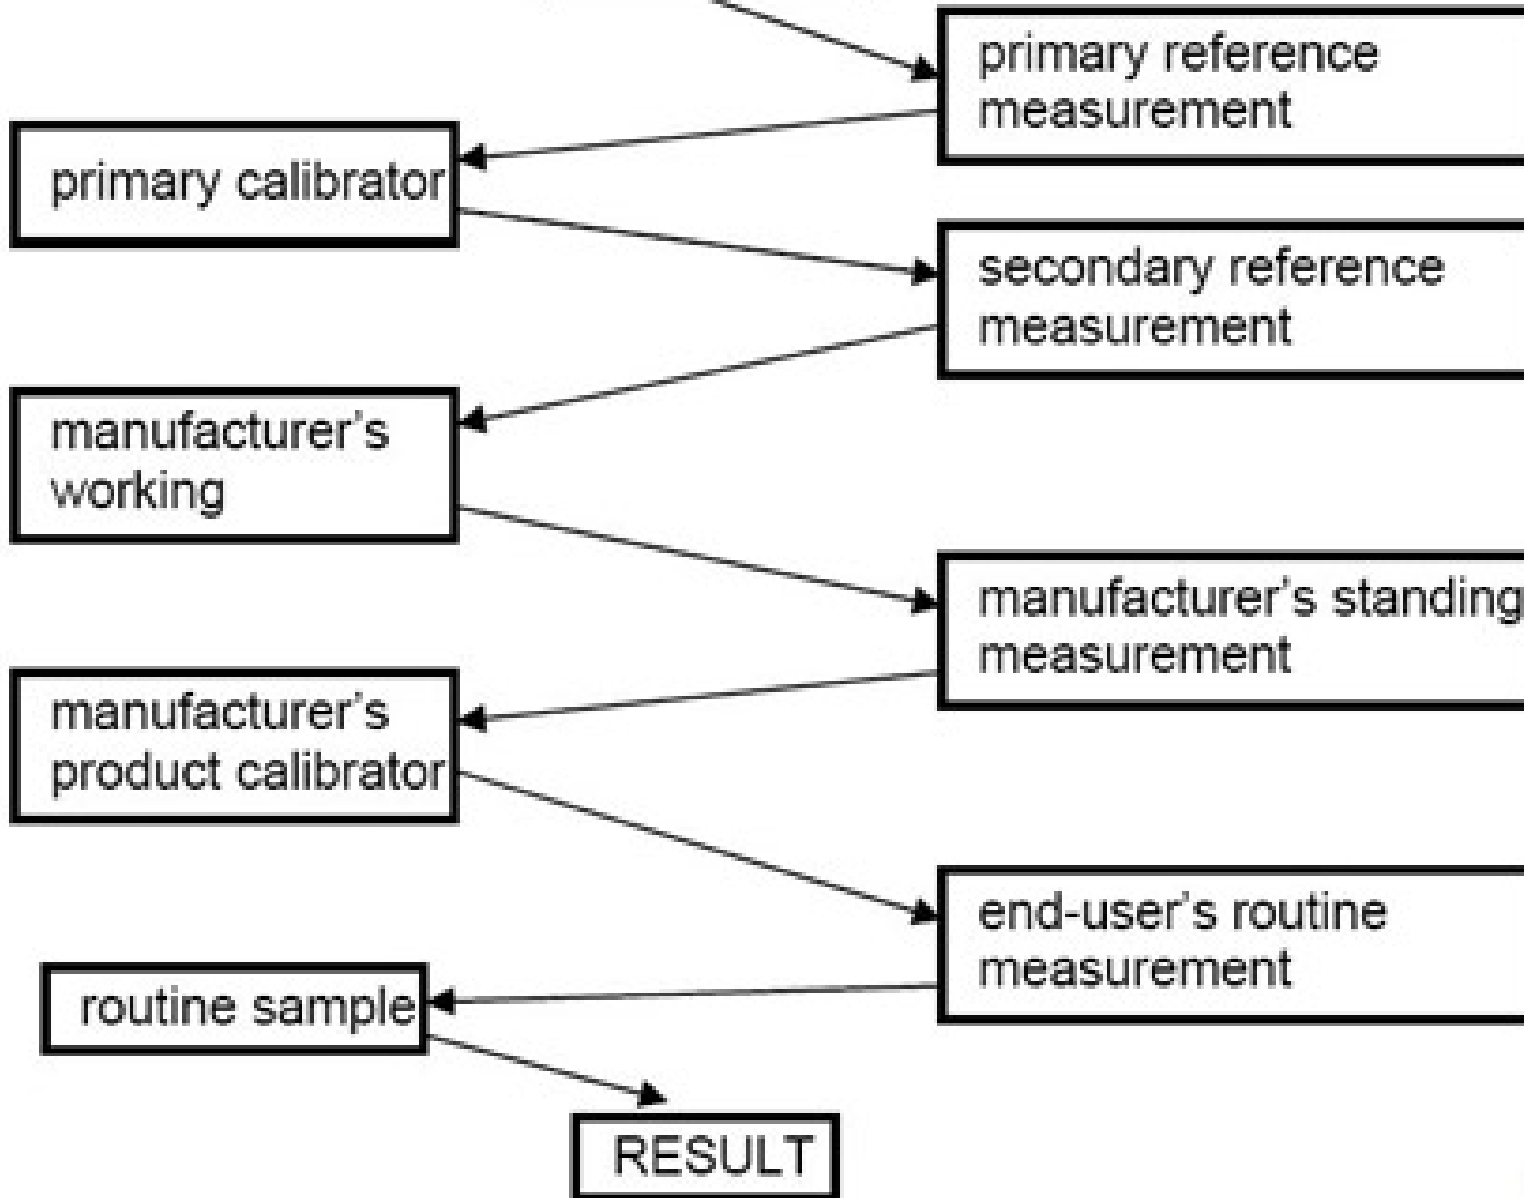 primary reference
measurement
primary calibrator
secondary reference
measurement
manufacturer's
working
manufacturer's standing
measurement
manufacturer's
product calibrator
end-user's routine
measurement
routine sample
RESULT